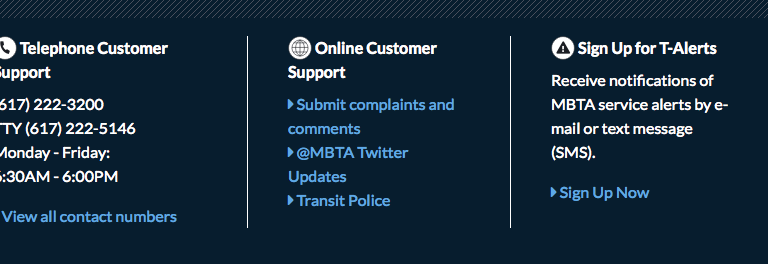 Telephone Customer
Support
617) 222-3200
TTY (617) 222-5146
Monday - Friday:
6:30AM - 6:00PM
View all contact numbers
Online Customer
Support
Submit complaints and
comments
@MBTA Twitter
Updates
Transit Police
Sign Up for T-Alerts
Receive notifications of
MBTA service alerts by e-
mail or text message
(SMS).
Sign Up Now